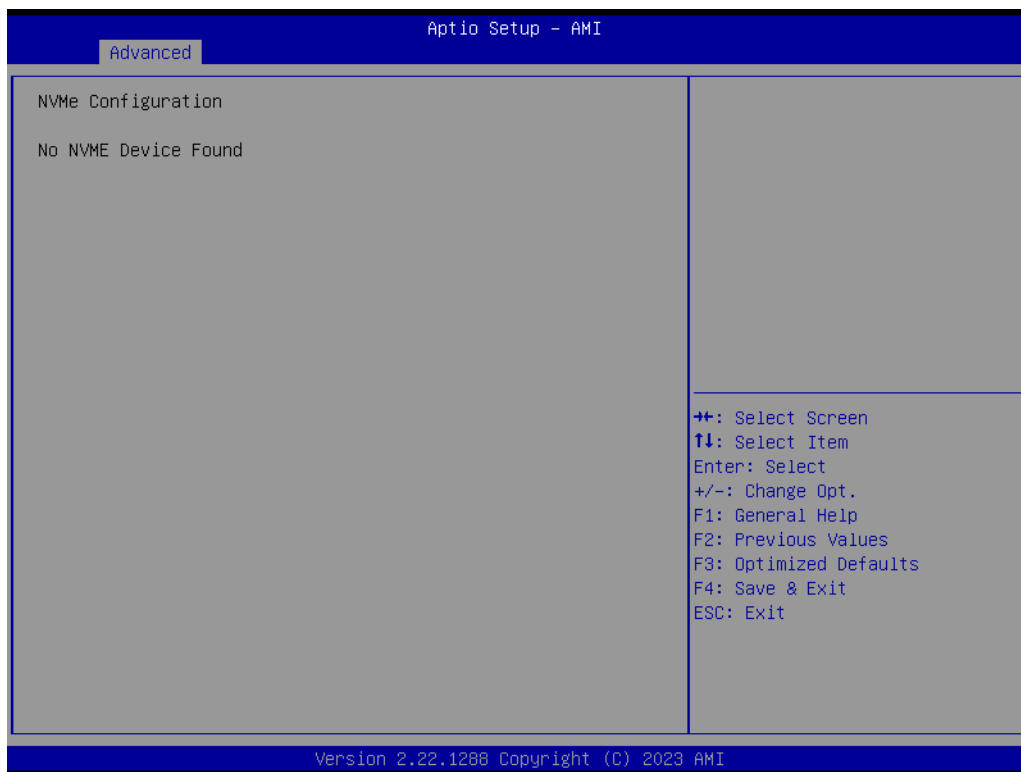 Aptio Setup – AMI
Advanced
NVMe Configuration
No NVME Device Found
→←: Select Screen
↑↓: Select Item
Enter: Select
+/-: Change Opt.
F1: General Help
F2: Previous Values
F3: Optimized Defaults
F4: Save & Exit
ESC: Exit
Version 2.22.1288 Copyright (C) 2023 AMI